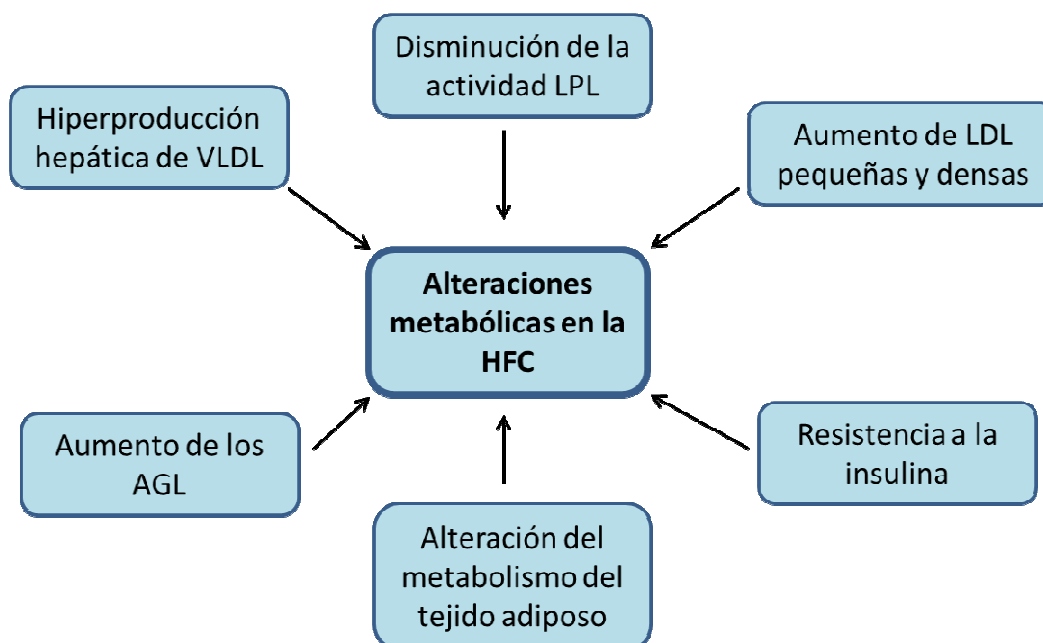 Disminución de la
actividad LPL
Hiperproducción
hepática de VLDL
Aumento de LDL
pequeñas y densas
Alteraciones
metabólicas en la
HFC
Aumento de los
AGL
Resistencia a la
insulina
Alteración del
metabolismo del
tejido adiposo